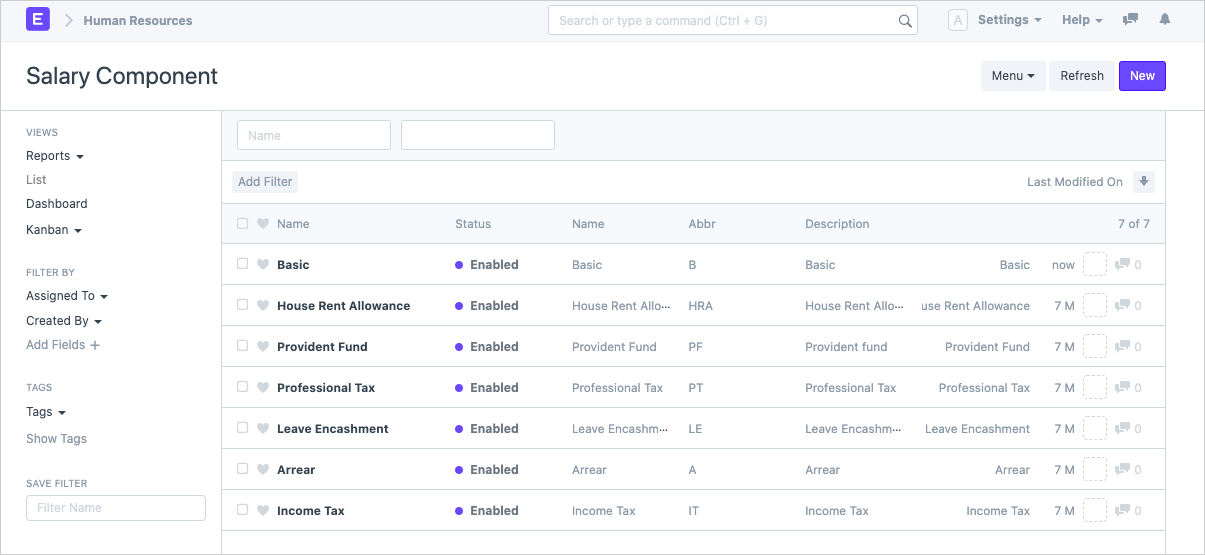 E Human Resources Search or type a command (Ctrl + G) A Settings Help
Salary Component Menu Refresh New
VIEWS
Reports
List
Dashboard
Kanban
FILTER BY
Assigned To
Created By
Add Fields +
TAGS
Tags
Show Tags
SAVE FILTER
Filter Name
Name
Add Filter Last Modified On
Name Status Name Abbr Description 7 of 7
Basic Enabled Basic B Basic Basic now 0
House Rent Allowance Enabled House Rent Allo... HRA House Rent Allo... use Rent Allowance 7 M 0
Provident Fund Enabled Provident Fund PF Provident fund Provident Fund 7 M 0
Professional Tax Enabled Professional Tax PT Professional Tax Professional Tax 7 M 0
Leave Encashment Enabled Leave Encashm... LE Leave Encashm... Leave Encashment 7 M 0
Arrear Enabled Arrear A Arrear Arrear 7 M 0
Income Tax Enabled Income Tax IT Income Tax Income Tax 7 M 0